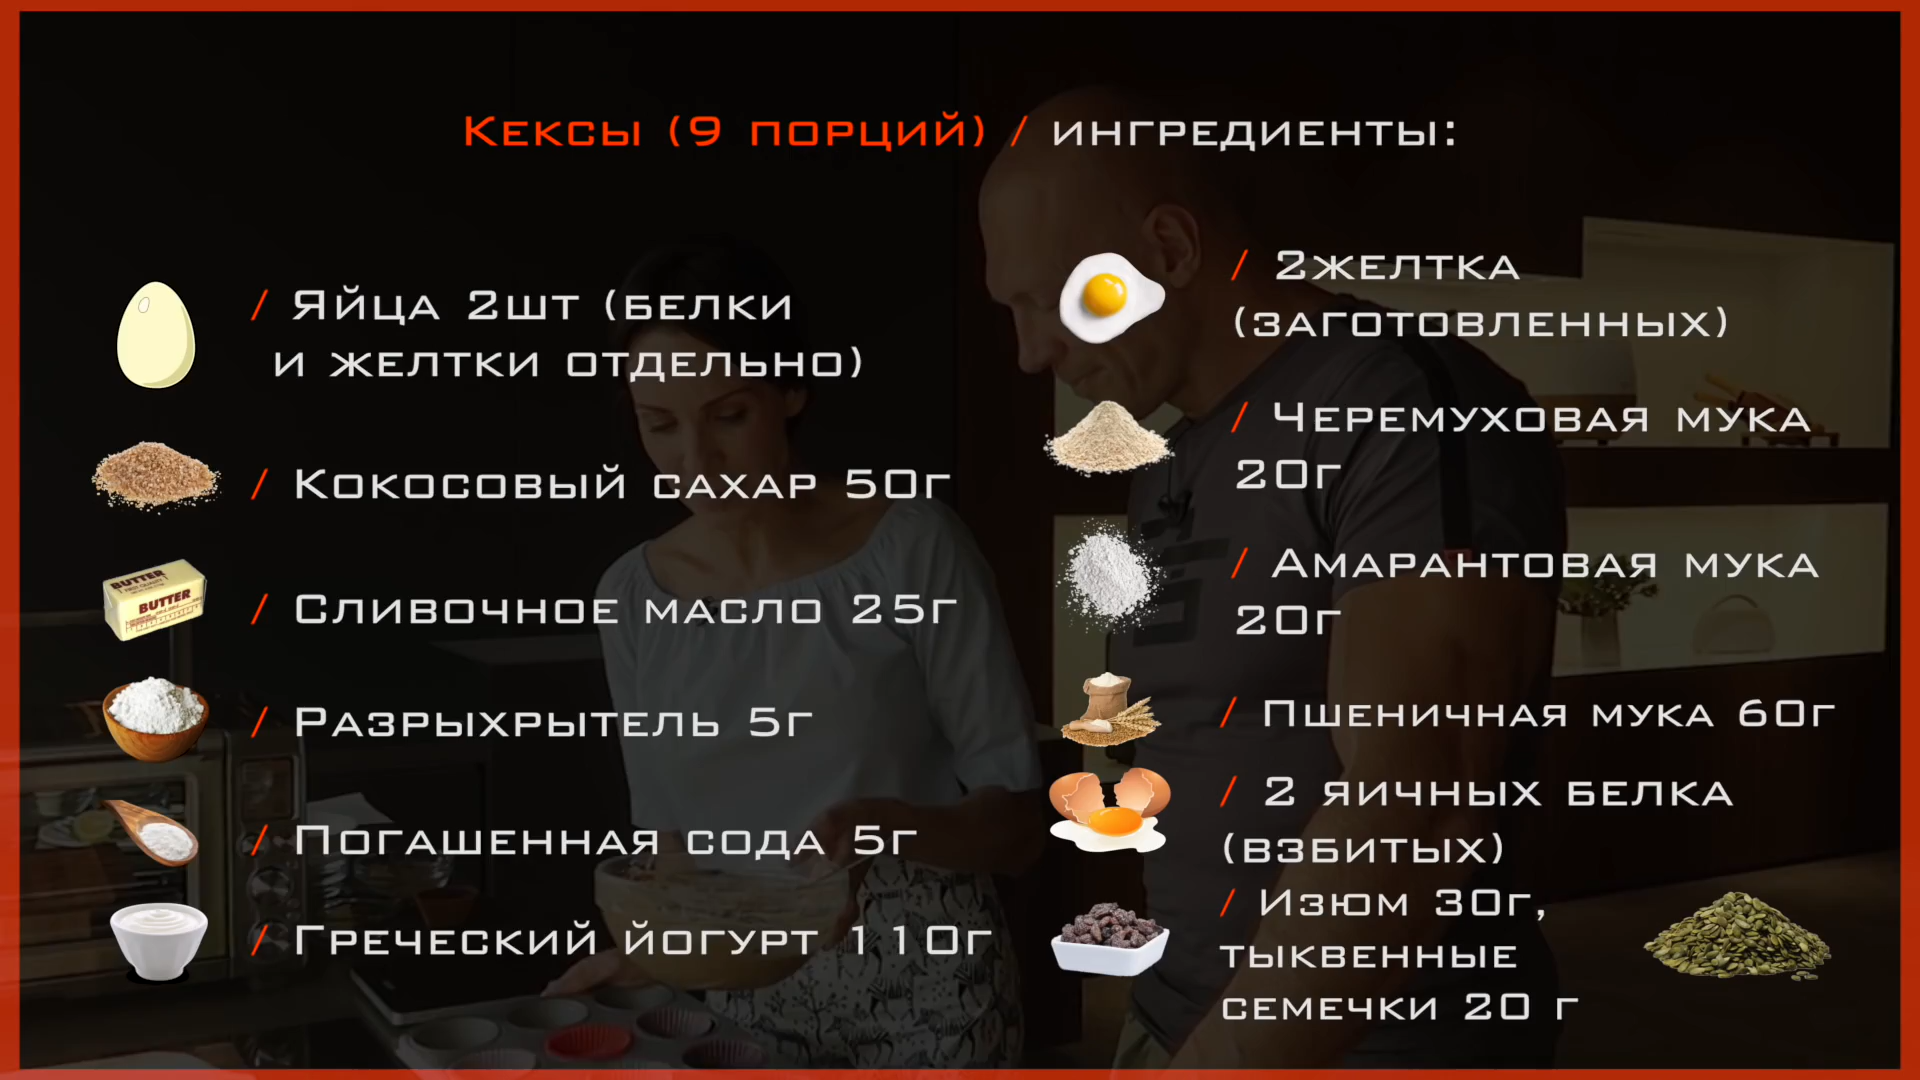 Кексы (9 порций) / ингредиенты:
/ Яйца 2шт (белки
и желтки отдельно)
/ Кокосовый сахар 50г
BUTTER
BUTTER
/ Сливочное масло 25г
/ Разрыхрытель 5г
/ Погашенная сода 5г
/ Греческий йогурт 110г
/ 2желтка
(заготовленных)
/ Черемуховая мука
20г
/ Амарантовая мука
20г
/ Пшеничная мука 60г
/ 2 яичных белка
(взбитых)
/ Изюм 30г,
тыквенные
семечки 20 г